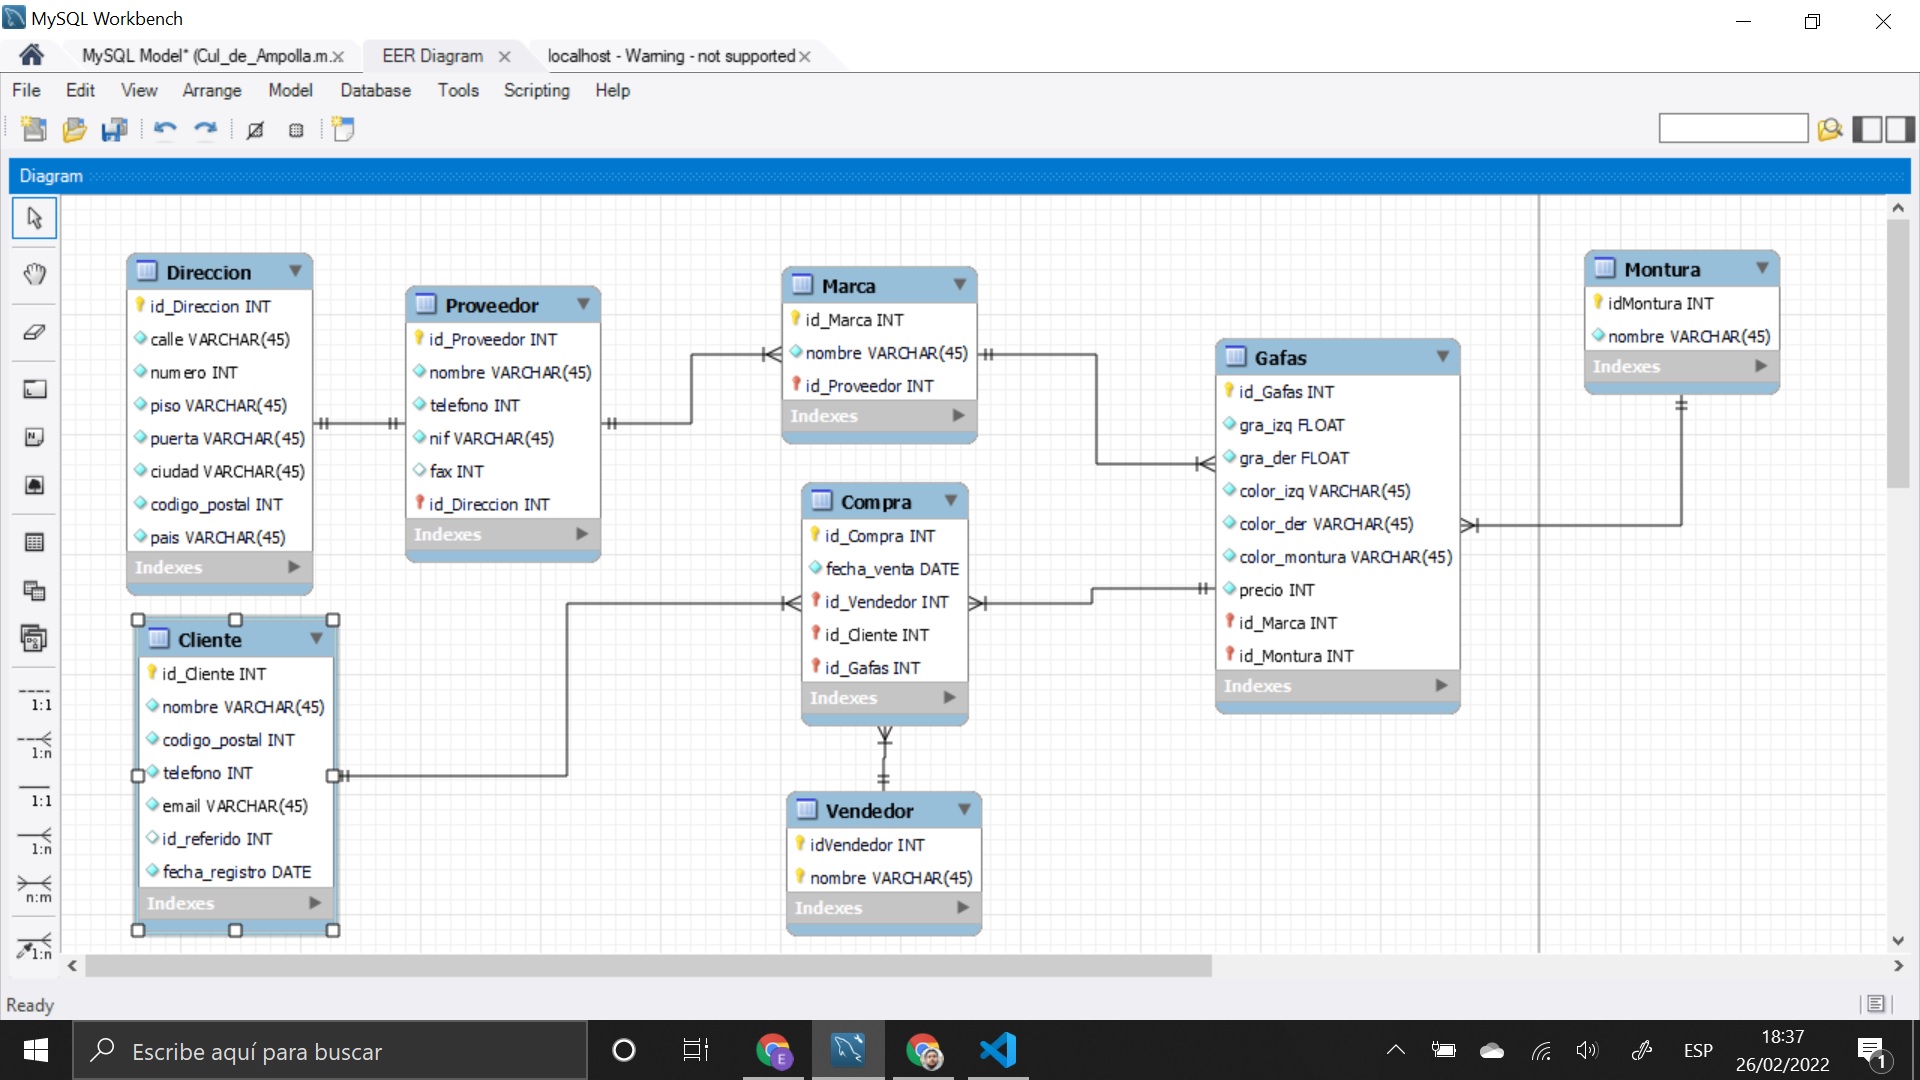 MySQL Workbench
MySQL Model* (Cul_de_Ampolla.m.
EER Diagram
localhost - Warning - not supported
File Edit View Arrange Model Database Tools Scripting Help
Diagram
Direccion
id_Direccion INT
calle VARCHAR(45)
numero INT
piso VARCHAR(45)
puerta VARCHAR(45)
ciudad VARCHAR(45)
codigo_postal INT
pais VARCHAR(45)
Indexes
Proveedor
id_Proveedor INT
nombre VARCHAR(45)
telefono INT
nif VARCHAR(45)
fax INT
id_Direccion INT
Indexes
Marca
id_Marca INT
nombre VARCHAR(45)
id_Proveedor INT
Indexes
Montura
idMontura INT
nombre VARCHAR(45)
Indexes
Gafas
id_Gafas INT
gra_izq FLOAT
gra_der FLOAT
color_izq VARCHAR(45)
color_der VARCHAR(45)
color_montura VARCHAR(45)
precio INT
id_Marca INT
id_Montura INT
Indexes
Compra
id_Compra INT
fecha_venta DATE
id_Vendedor INT
id_Cliente INT
id_Gafas INT
Indexes
Cliente
id_Cliente INT
nombre VARCHAR(45)
codigo_postal INT
telefono INT
email VARCHAR(45)
id_referido INT
fecha_registro DATE
Indexes
Vendedor
idVendedor INT
nombre VARCHAR(45)
Indexes
1:1
1:n
1:1
1:n
n:m
1:n
Ready
Escribe aquí para buscar
E
ESP
18:37
26/02/2022
1